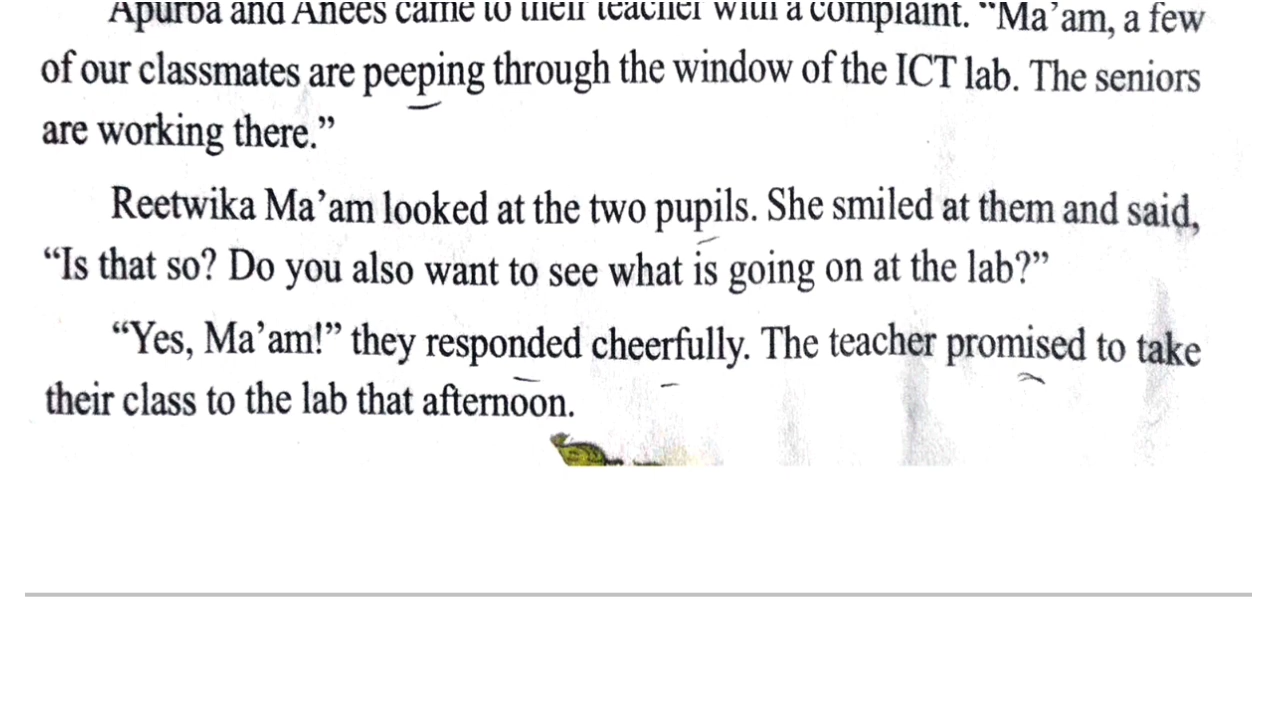 Apurba and Anees came to their teacher with a complaint. “Ma’am, a few
of our classmates are peeping through the window of the ICT lab. The seniors
are working there.”
Reetwika Ma’am looked at the two pupils. She smiled at them and said,
“Is that so? Do you also want to see what is going on at the lab?”
“Yes, Ma’am!” they responded cheerfully. The teacher promised to take
their class to the lab that afternoon.